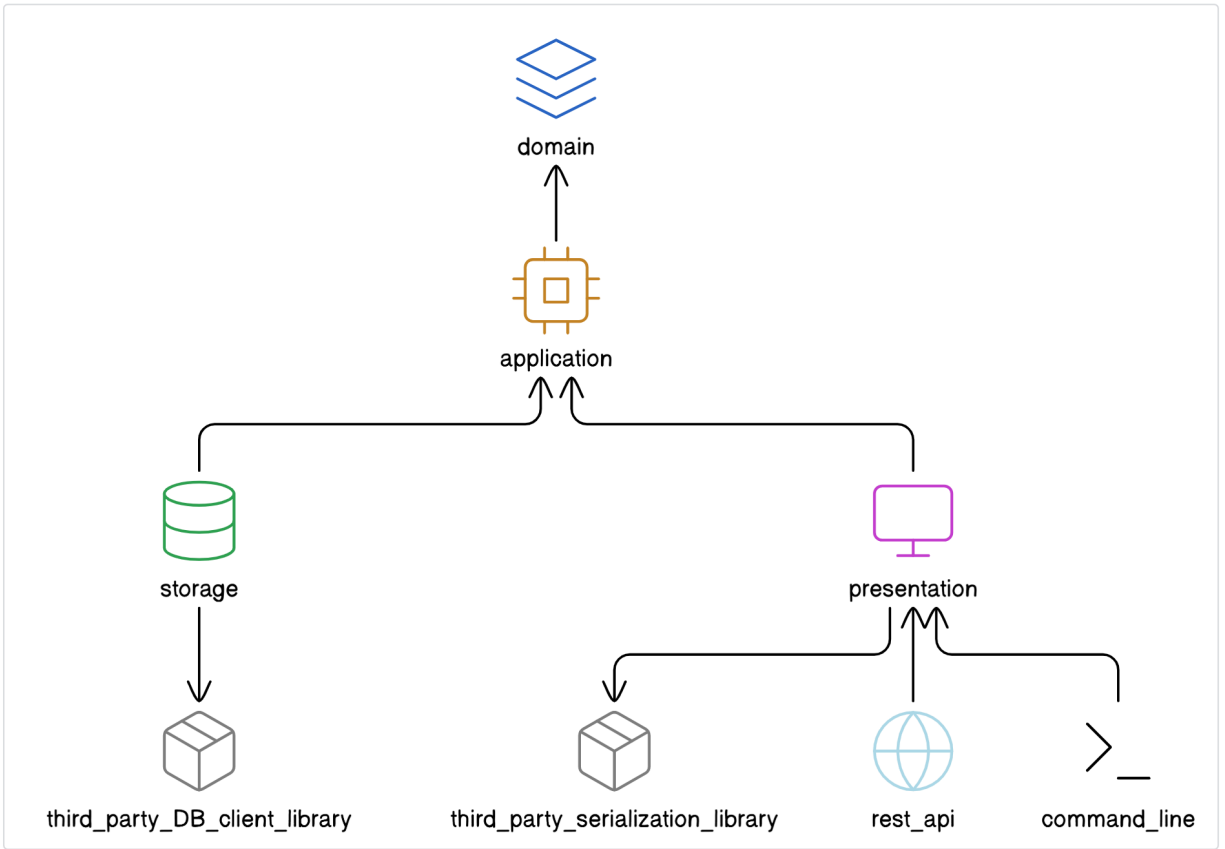 domain
application
storage
presentation
third_party_DB_client_library
third_party_serialization_library
rest_api
command_line